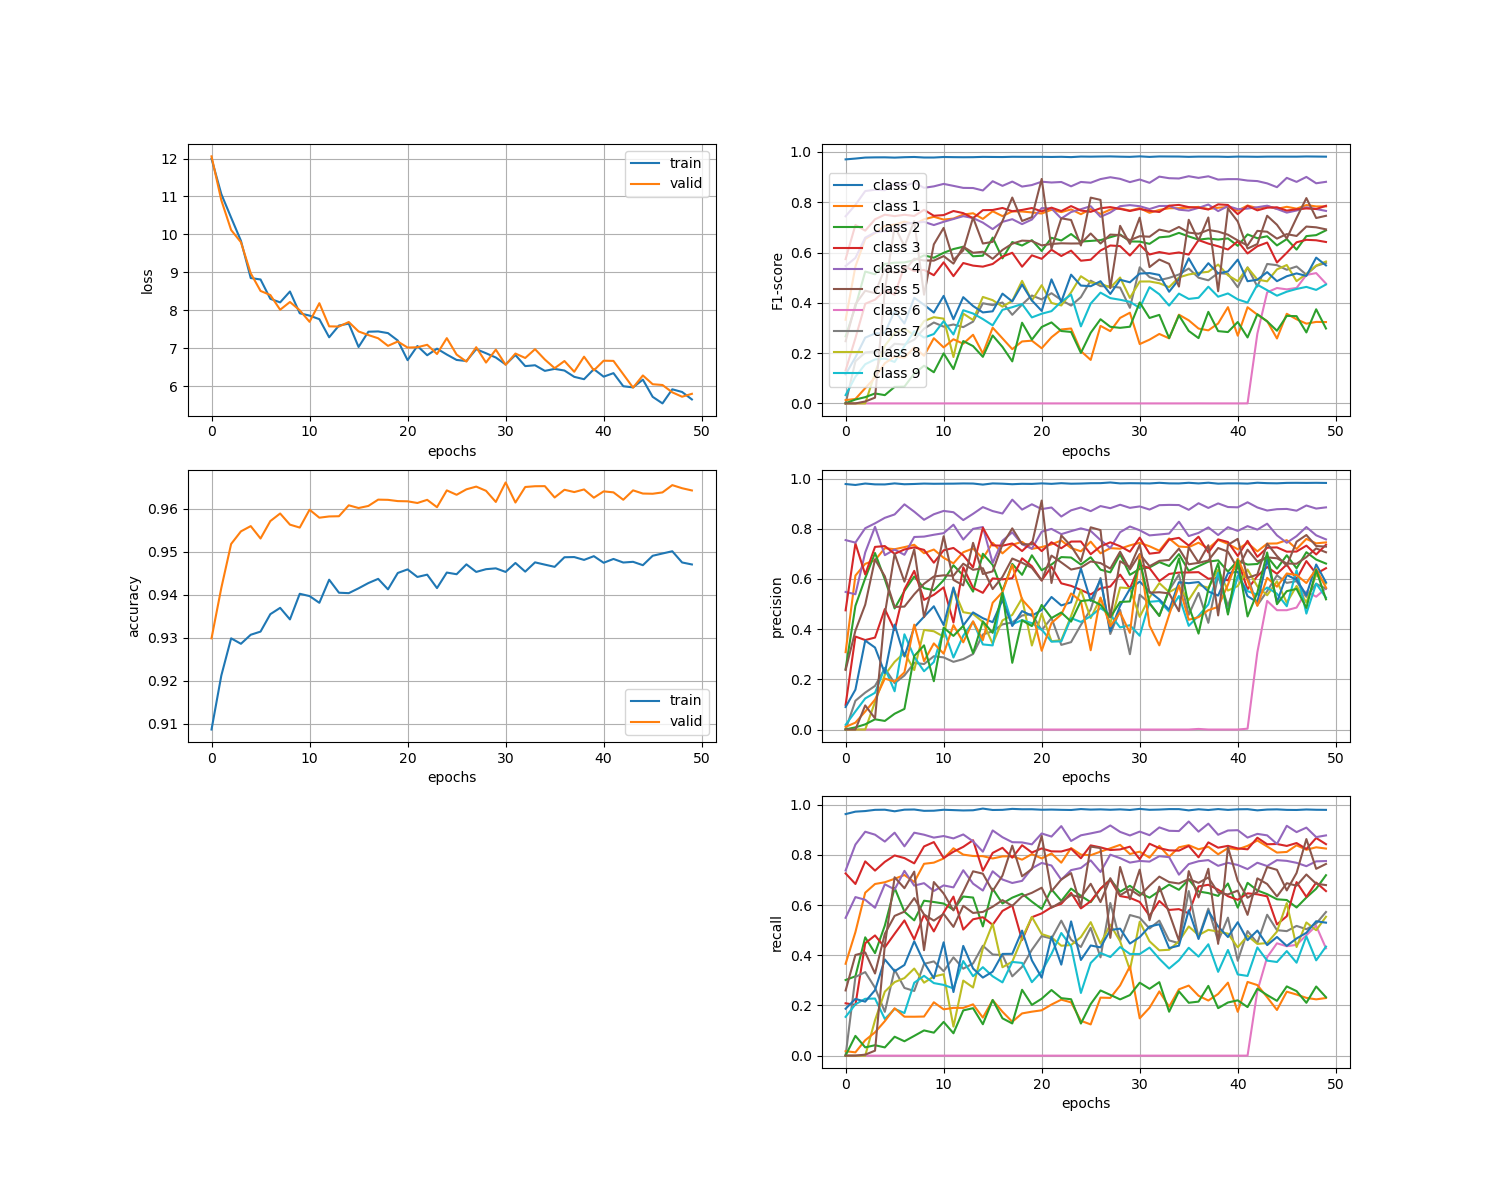 12
11
10
9
8
7
6
loss
train
valid
0 10 20 30 40 50
epochs
1.0
0.8
0.6
0.4
0.2
0.0
F1-score
class 0
class 1
class 2
class 3
class 4
class 5
class 6
class 7
class 8
class 9
0 10 20 30 40 50
epochs
0.96
0.95
0.94
0.93
0.92
0.91
accuracy
train
valid
0 10 20 30 40 50
epochs
1.0
0.8
0.6
0.4
0.2
0.0
precision
0 10 20 30 40 50
epochs
1.0
0.8
0.6
0.4
0.2
0.0
recall
0 10 20 30 40 50
epochs